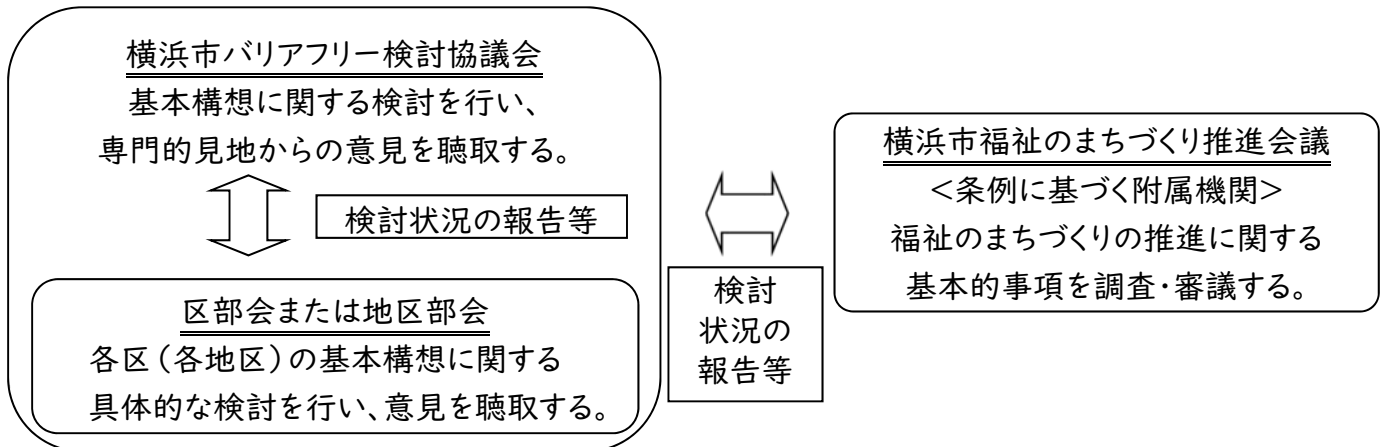 横浜市バリアフリー検討協議会
基本構想に関する検討を行い、
専門的見地からの意見を聴取する。
検討状況の報告等
区部会または地区部会
各区(各地区)の基本構想に関する
具体的な検討を行い、意見を聴取する。
検討
状況の
報告等
横浜市福祉のまちづくり推進会議
<条例に基づく附属機関>
福祉のまちづくりの推進に関する
基本的事項を調査・審議する。